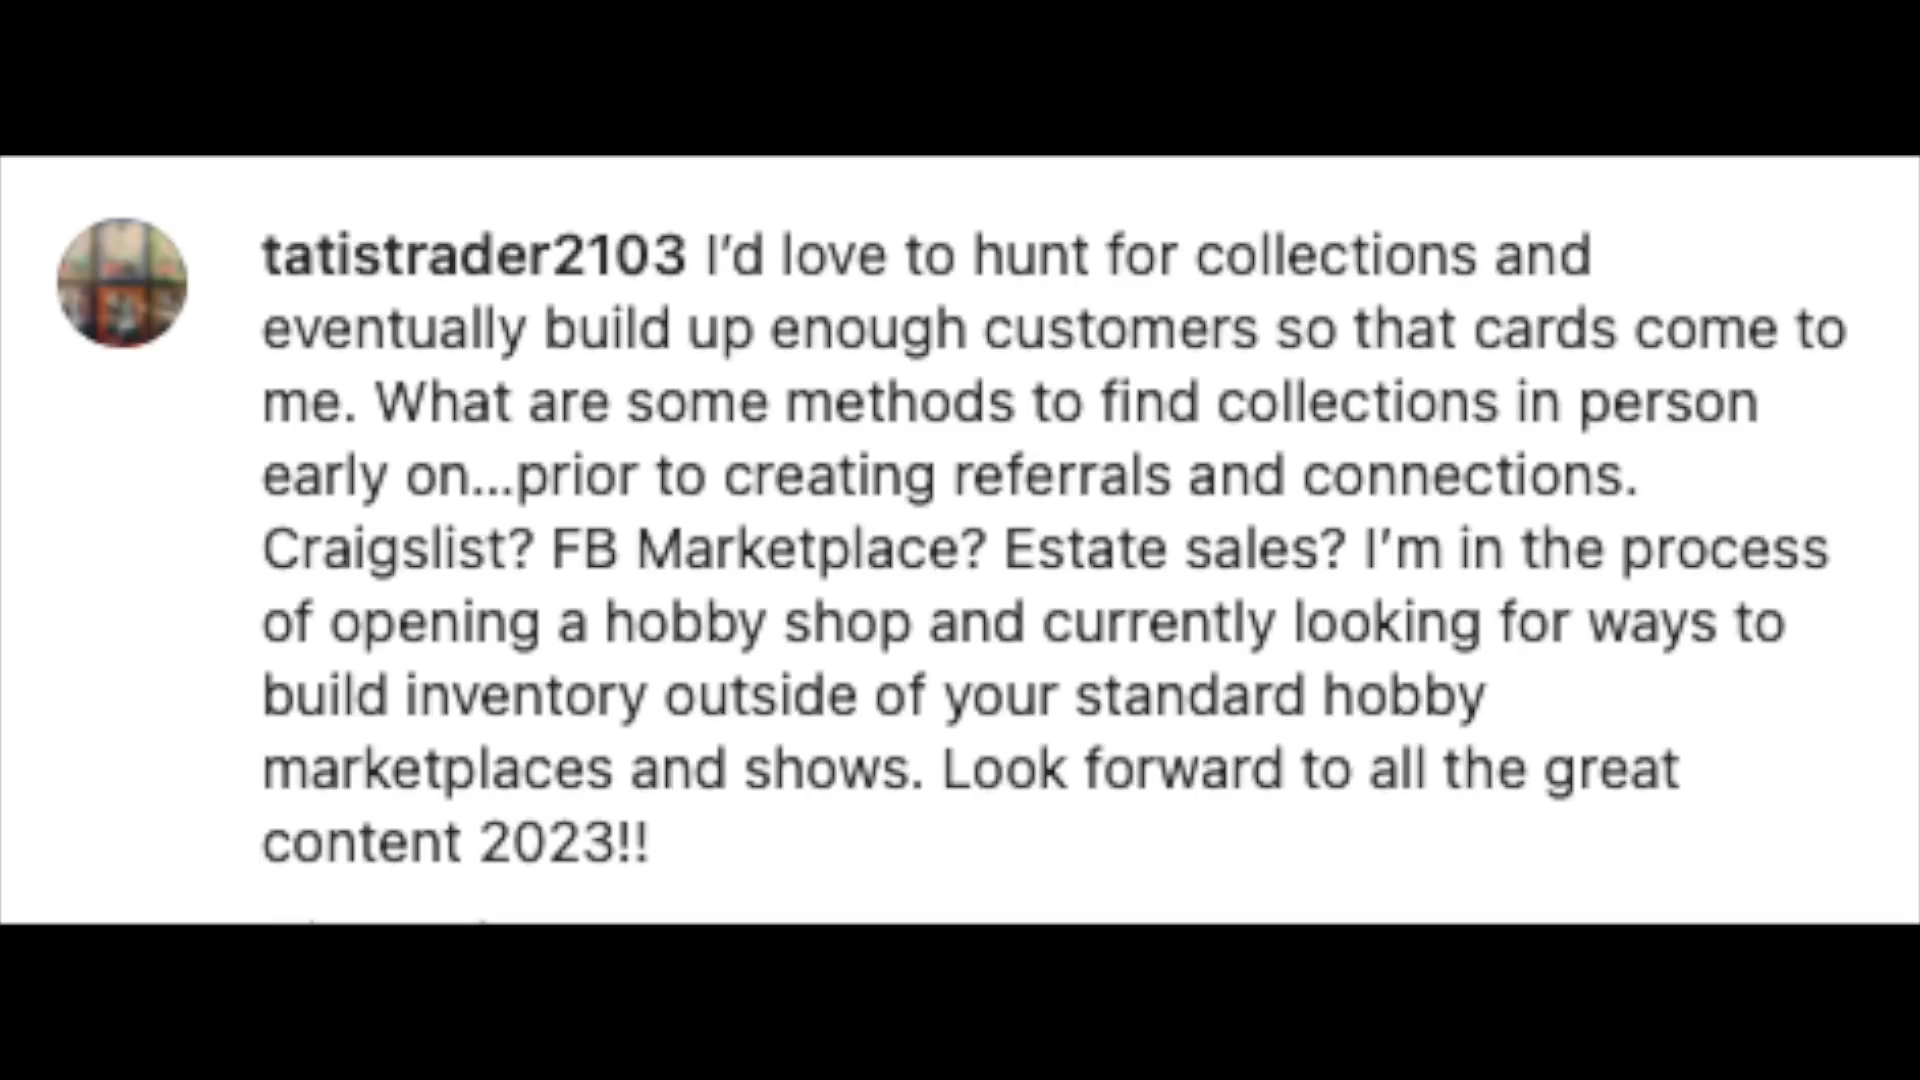 tatistrader2103 I'd love to hunt for collections and
eventually build up enough customers so that cards come to
me. What are some methods to find collections in person
early on...prior to creating referrals and connections.
Craigslist? FB Marketplace? Estate sales? I'm in the process
of opening a hobby shop and currently looking for ways to
build inventory outside of your standard hobby
marketplaces and shows. Look forward to all the great
content 2023!!